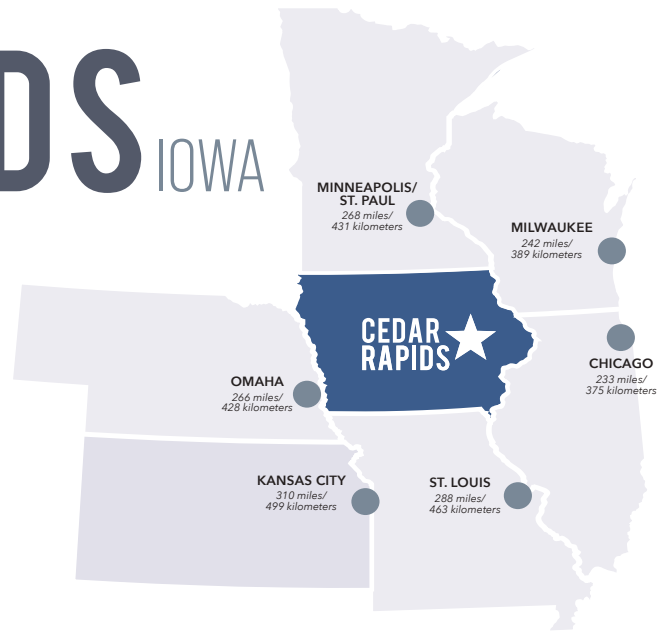 DS IOWA
MINNEAPOLIS/
ST. PAUL
268 miles/
431 kilometers
MILWAUKEE
242 miles/
389 kilometers
CEDAR
RAPIDS
CHICAGO
233 miles/
375 kilometers
OMAHA
266 miles/
428 kilometers
KANSAS CITY
310 miles/
499 kilometers
ST. LOUIS
288 miles/
463 kilometers